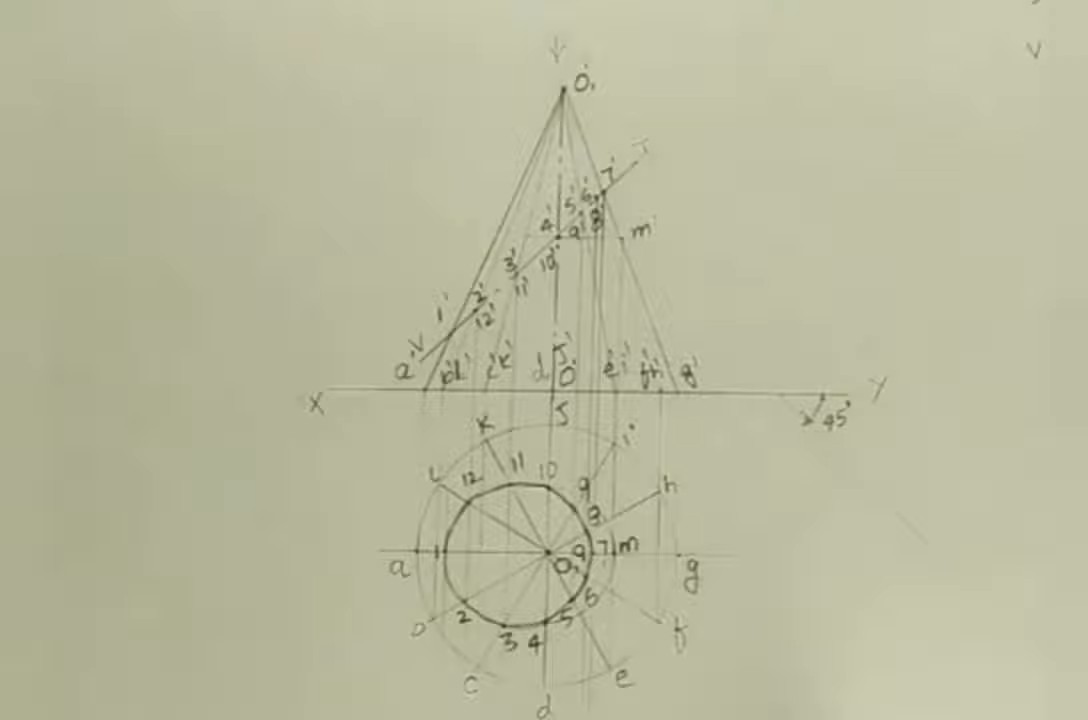 V
O,'
T
7'
5' 6'
4' 9' 8' m'
3' 10'
11'
1' 2'
12'
V
a' b' l' c' k' d' j' O' e' i' f' h' g'
X Y
45°
K J i
L 12 11 10 9 h
8
a 1 O, 9 7 m g
2 6
b 3 4 5 f
c d e